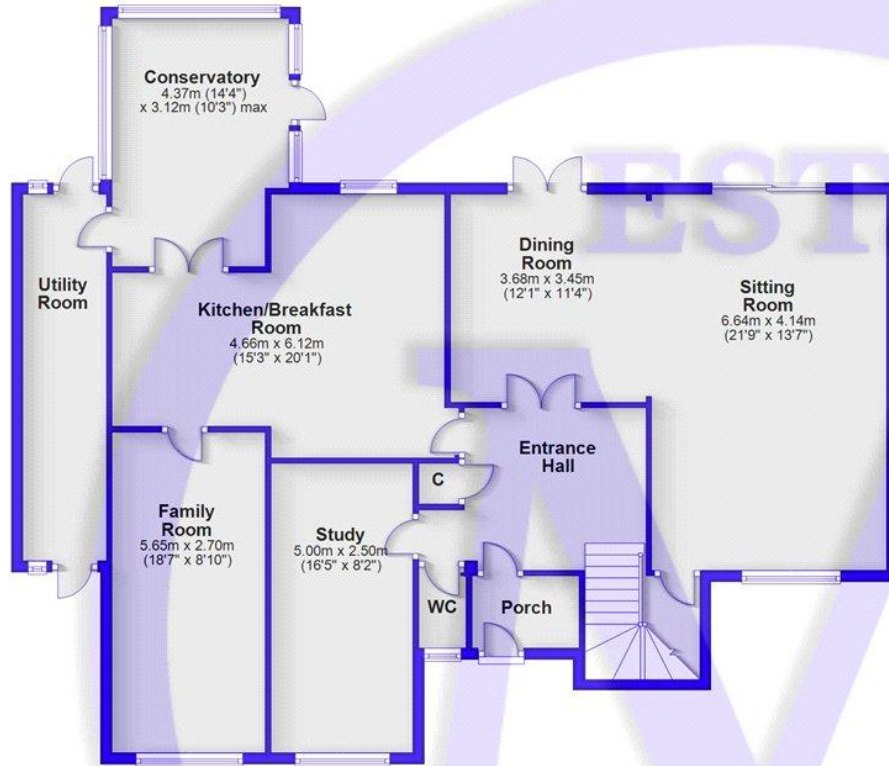 Conservatory
4.37m (14'4")
x 3.12m (10'3") max
EST
Utility
Room
Dining
Room
3.68m x 3.45m
(12'1" x 11'4")
Sitting
Room
6.64m x 4.14m
(21'9" x 13'7")
Kitchen/Breakfast
Room
4.66m x 6.12m
(15'3" x 20'1")
Entrance
Hall
C
Family
Room
5.65m x 2.70m
(18'7" x 8'10")
Study
5.00m x 2.50m
(16'5" x 8'2")
WC
Porch